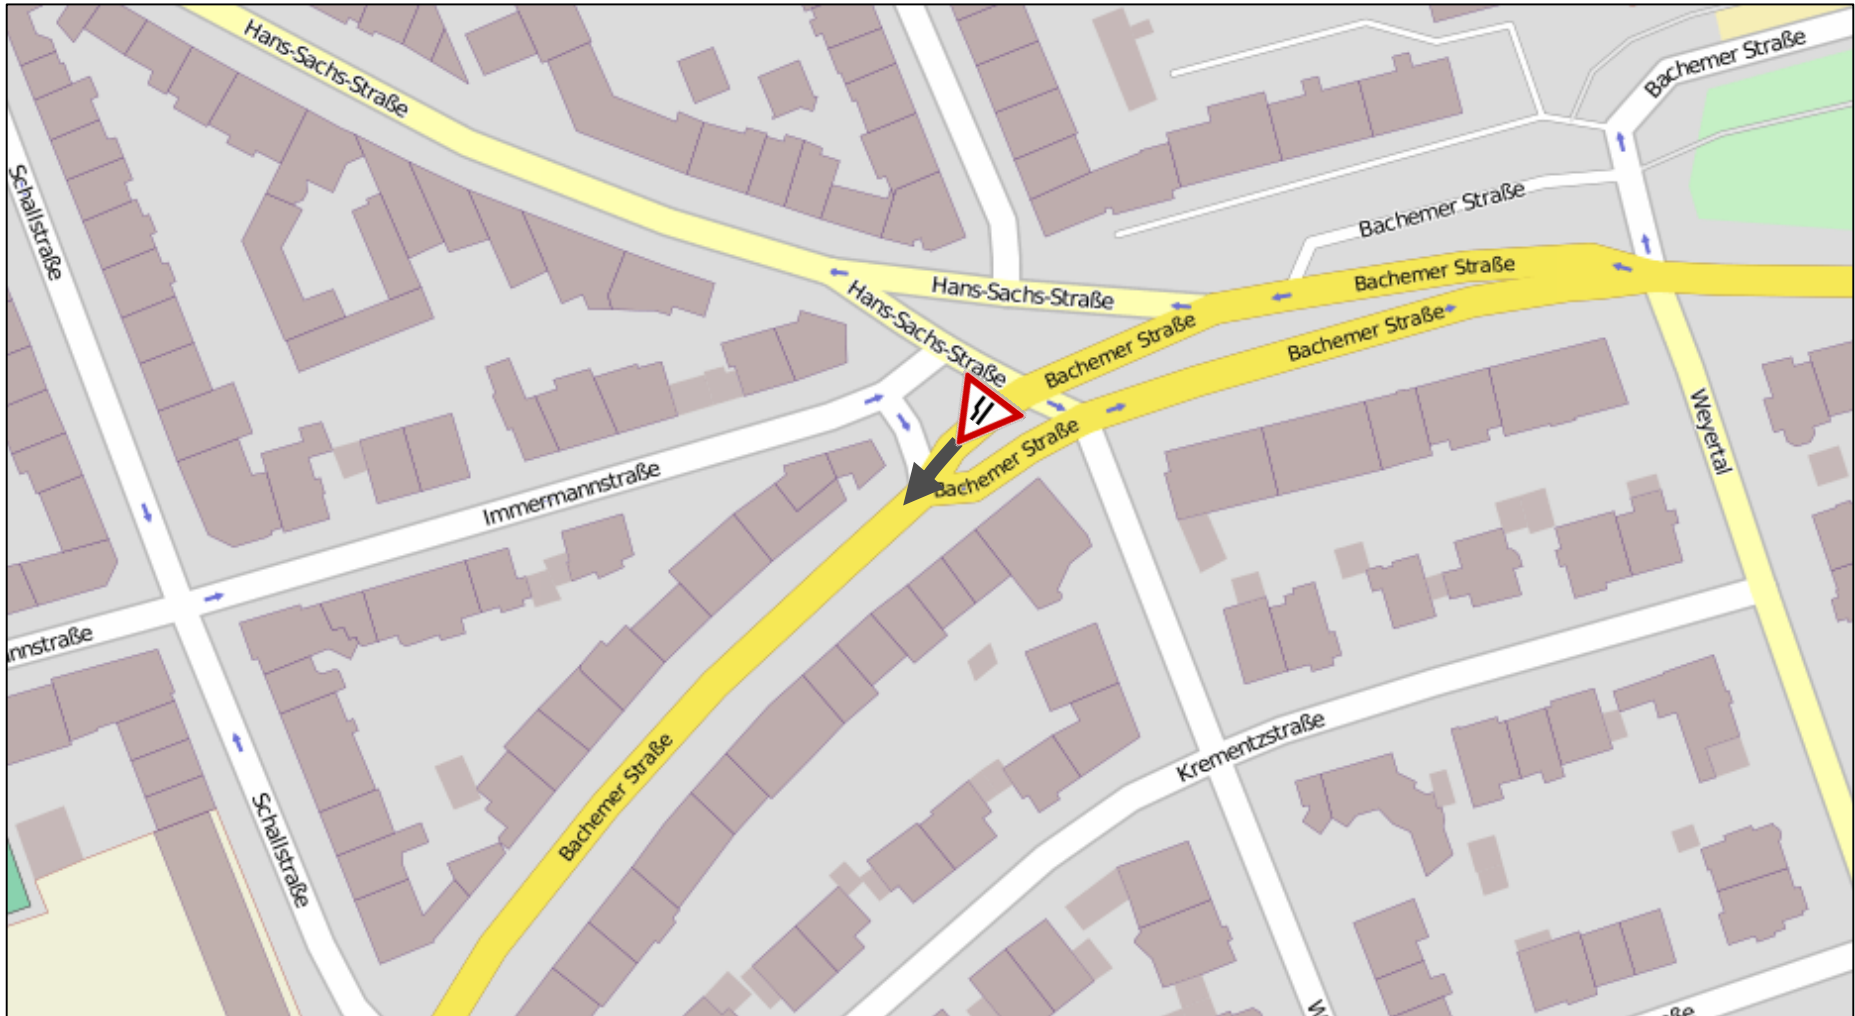 Hans-Sachs-Straße
Bachemer Straße
Schallstraße
Bachemer Straße
Bachemer Straße
Hans-Sachs-Straße
Hans-Sachs-Straße
Bachemer Straße
Bachemer Straße
Bachemer Straße
Weyertal
Immermannstraße
nnstraße
Krementzstraße
Bachemer Straße
Schallstraße
W
ße